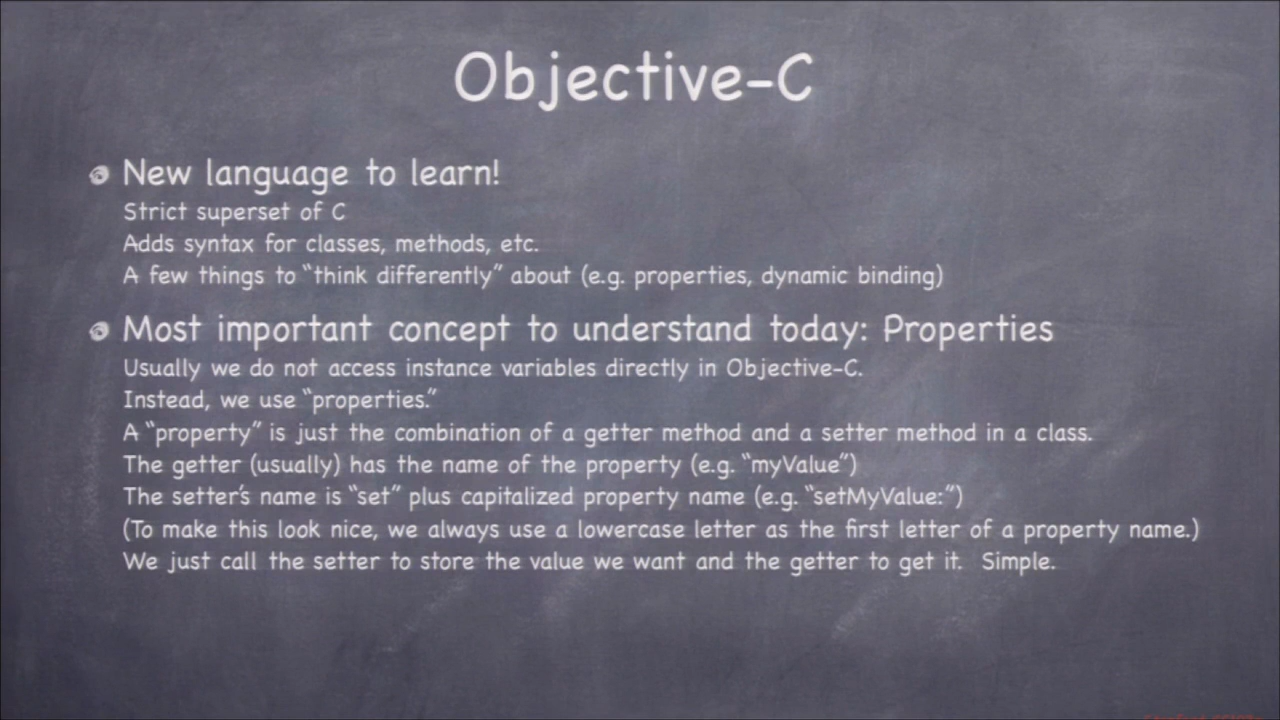 Objective-C
New language to learn!
Strict superset of C
Adds syntax for classes, methods, etc.
A few things to “think differently” about (e.g. properties, dynamic binding)
Most important concept to understand today: Properties
Usually we do not access instance variables directly in Objective-C.
Instead, we use “properties.”
A “property” is just the combination of a getter method and a setter method in a class.
The getter (usually) has the name of the property (e.g. “myValue”)
The setter’s name is “set” plus capitalized property name (e.g. “setMyValue:”)
(To make this look nice, we always use a lowercase letter as the first letter of a property name.)
We just call the setter to store the value we want and the getter to get it.  Simple.